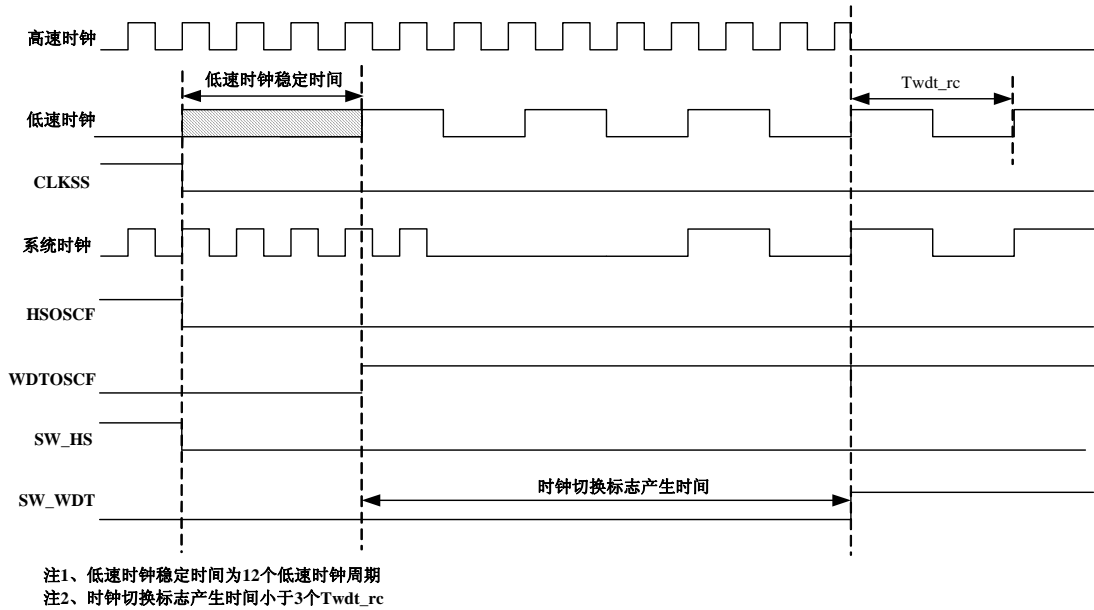 高速时钟
低速时钟稳定时间
Twdt_rc
低速时钟
CLKSS
系统时钟
HSOSCF
WDTOSCF
SW_HS
时钟切换标志产生时间
SW_WDT
注1、低速时钟稳定时间为12个低速时钟周期
注2、时钟切换标志产生时间小于3个Twdt_rc